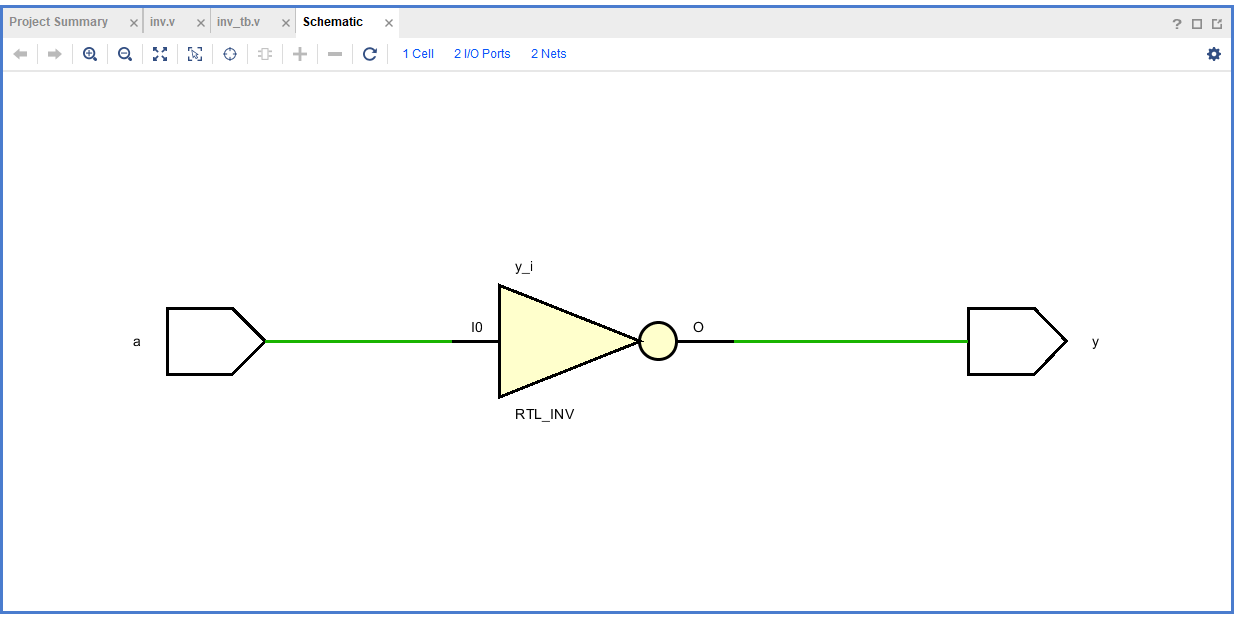 Project Summary × inv.v × inv_tb.v × Schematic × ?
1 Cell 2 I/O Ports 2 Nets
y_i
I0 O
a y
RTL_INV